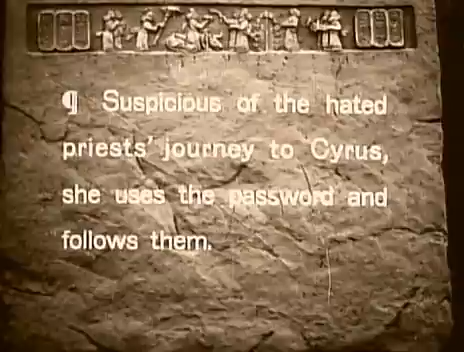 ¶ Suspicious of the hated
priests' journey to Cyrus,
she uses the password and
follows them.